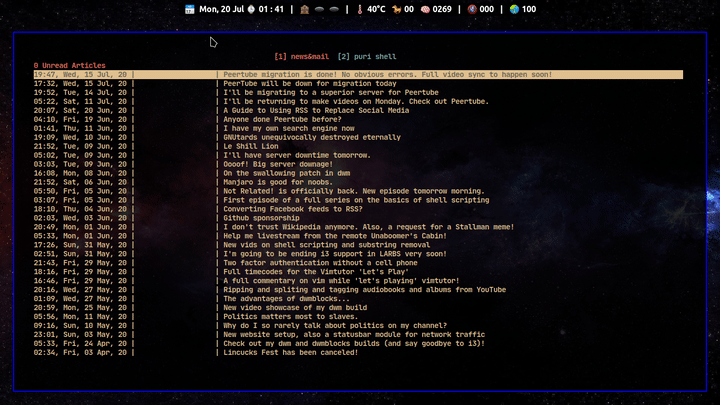 Mon, 20 Jul 01:41 | | 40°C 00 0269 | 000 | 100
[1] news&mail [2] puri shell
0 Unread Articles
19:47, Wed, 15 Jul, 20 | | Peertube migration is done! No obvious errors. Full video sync to happen soon!
17:32, Wed, 15 Jul, 20 | | PeerTube will be down for migration today
19:52, Tue, 14 Jul, 20 | | I'll be migrating to a superior server for Peertube
05:22, Sat, 11 Jul, 20 | | I'll be returning to make videos on Monday. Check out Peertube.
20:07, Sat, 20 Jun, 20 | | A Guide to Using RSS to Replace Social Media
04:10, Fri, 19 Jun, 20 | | Anyone done Peertube before?
01:41, Thu, 11 Jun, 20 | | I have my own search engine now
19:09, Wed, 10 Jun, 20 | | GNUtards unequivocally destroyed eternally
21:52, Tue, 09 Jun, 20 | | Le Shill Lion
05:02, Tue, 09 Jun, 20 | | I'll have server downtime tomorrow.
03:03, Tue, 09 Jun, 20 | | Oooof! Big server downage!
16:08, Mon, 08 Jun, 20 | | On the swallowing patch in dwm
21:52, Sat, 06 Jun, 20 | | Manjaro is good for noobs.
05:50, Fri, 05 Jun, 20 | | Not Related! is officially back. New episode tomorrow morning.
03:07, Fri, 05 Jun, 20 | | First episode of a full series on the basics of shell scripting
18:10, Thu, 04 Jun, 20 | | Converting Facebook feeds to RSS?
02:03, Wed, 03 Jun, 20 | | Github sponsorship
20:49, Mon, 01 Jun, 20 | | I don't trust Wikipedia anymore. Also, a request for a Stallman meme!
05:33, Mon, 01 Jun, 20 | | Help me livestream from the remote Unaboomer's Cabin!
17:26, Sun, 31 May, 20 | | New vids on shell scripting and substring removal
02:51, Sun, 31 May, 20 | | I'm going to be ending i3 support in LARBS very soon!
21:43, Fri, 29 May, 20 | | Two factor authentication without a cell phone
18:16, Fri, 29 May, 20 | | Full timecodes for the Vimtutor 'Let's Play'
16:46, Fri, 29 May, 20 | | A full commentary on vim while 'let's playing' vimtutor!
20:16, Wed, 27 May, 20 | | Ripping and spliting and tagging audiobooks and albums from YouTube
01:09, Wed, 27 May, 20 | | The advantages of dwmblocks...
20:59, Mon, 25 May, 20 | | New video showcase of my dwm build
05:56, Mon, 11 May, 20 | | Politics matters most to slaves.
09:16, Sun, 10 May, 20 | | Why do I so rarely talk about politics on my channel?
23:01, Sun, 03 May, 20 | | New website setup, also a statusbar module for network traffic
05:33, Fri, 24 Apr, 20 | | Check out my dwm and dwmblocks builds (and say goodbye to i3)!
02:34, Fri, 03 Apr, 20 | | Lincucks Fest has been canceled!